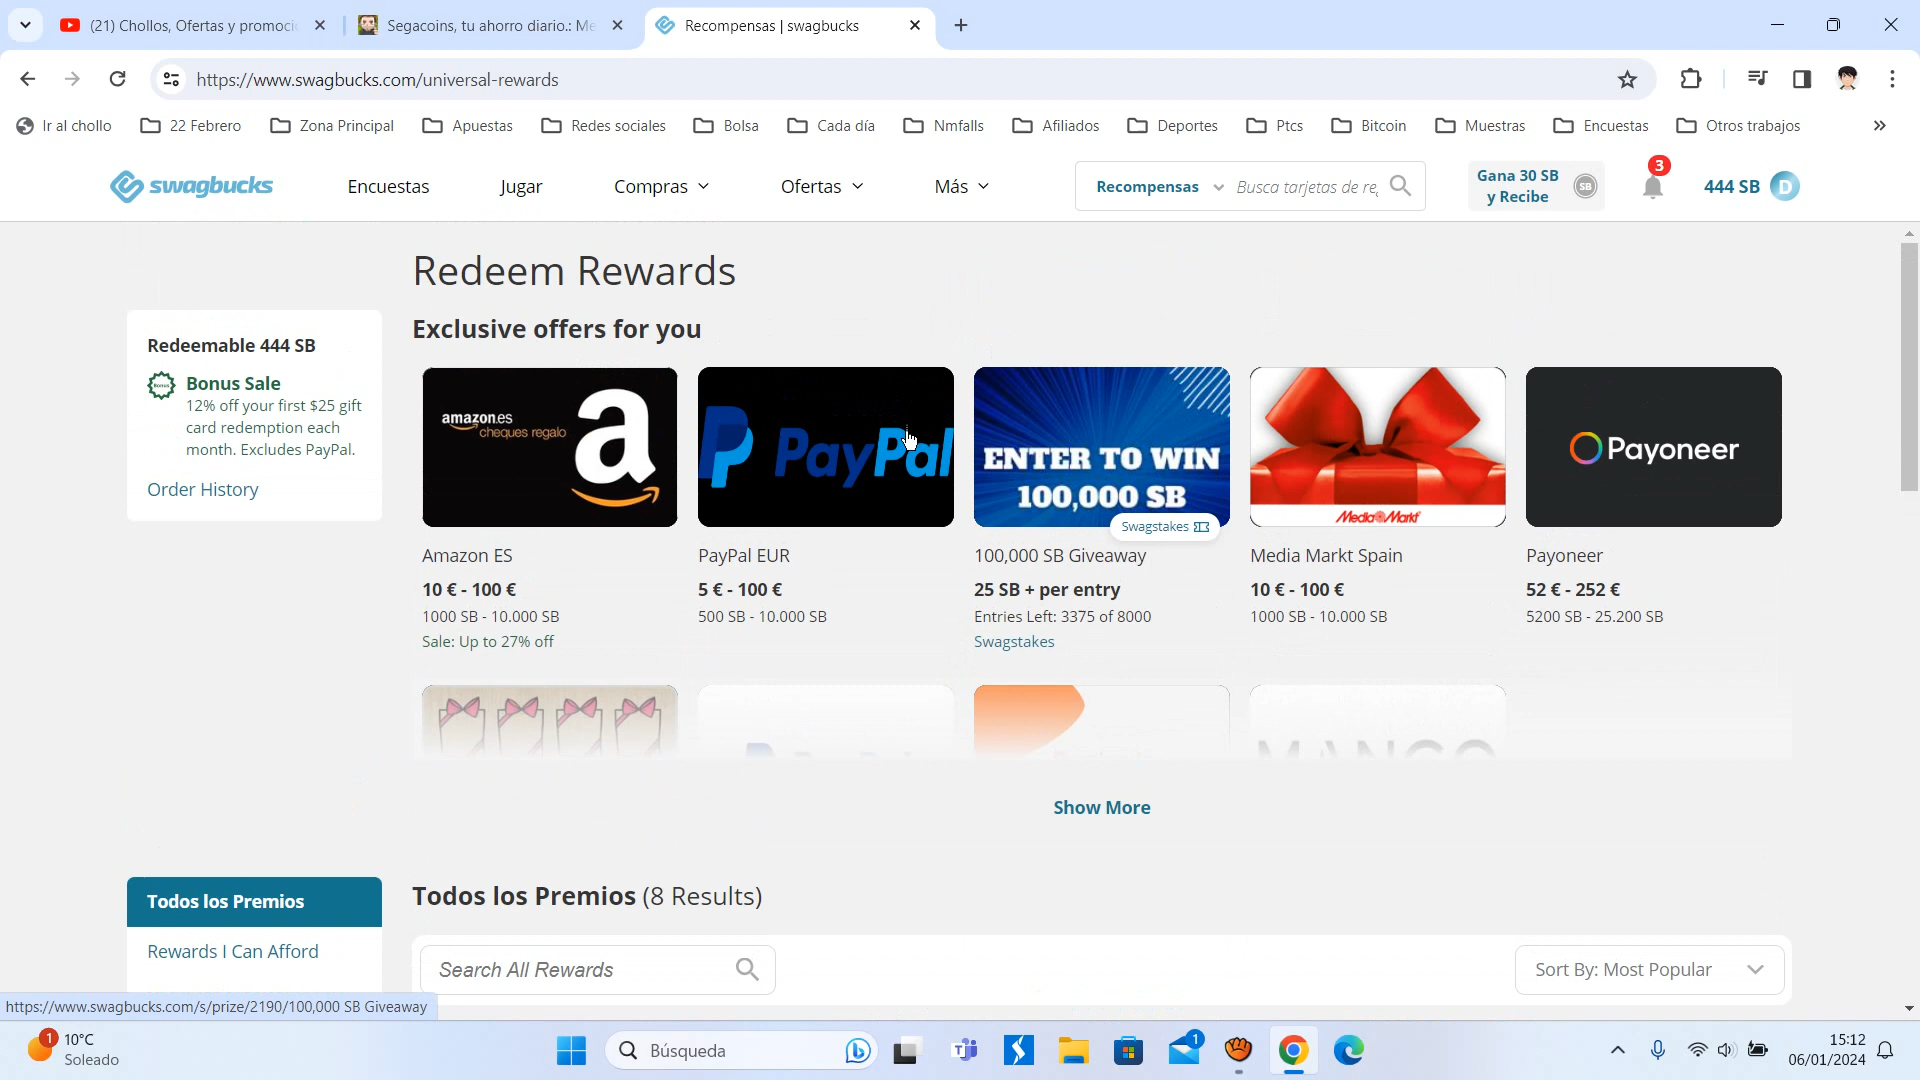 (21) Chollos, Ofertas y promoci
Segacoins, tu ahorro diario.: Me
Recompensas | swagbucks
https://www.swagbucks.com/universal-rewards
Ir al chollo
22 Febrero
Zona Principal
Apuestas
Redes sociales
Bolsa
Cada día
Nmfalls
Afiliados
Deportes
Ptcs
Bitcoin
Muestras
Encuestas
Otros trabajos
swagbucks
Encuestas
Jugar
Compras
Ofertas
Más
Recompensas
Busca tarjetas de re
Gana 30 SB
y Recibe
SB
3
444 SB
D
Redeem Rewards
Redeemable 444 SB
Bonus
Bonus Sale
12% off your first $25 gift
card redemption each
month. Excludes PayPal.
Order History
Exclusive offers for you
amazon.es
cheques regalo
a
PayPal
ENTER TO WIN
100,000 SB
Swagstakes
MediaMarkt
Payoneer
Amazon ES
10 € - 100 €
1000 SB - 10.000 SB
Sale: Up to 27% off
PayPal EUR
5 € - 100 €
500 SB - 10.000 SB
100,000 SB Giveaway
25 SB + per entry
Entries Left: 3375 of 8000
Swagstakes
Media Markt Spain
10 € - 100 €
1000 SB - 10.000 SB
Payoneer
52 € - 252 €
5200 SB - 25.200 SB
MANGO
Show More
Todos los Premios
Rewards I Can Afford
Todos los Premios (8 Results)
Search All Rewards
Sort By: Most Popular
https://www.swagbucks.com/s/prize/2190/100,000 SB Giveaway
1
10°C
Soleado
Búsqueda
1
15:12
06/01/2024